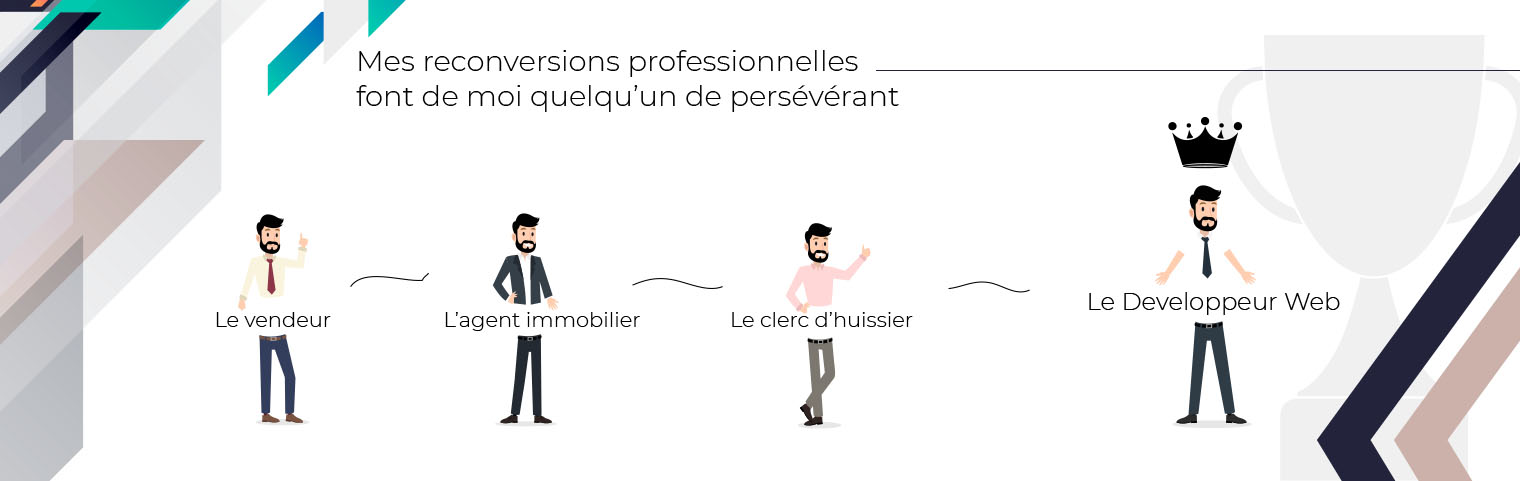 Mes reconversions professionnelles
font de moi quelqu'un de persévérant
Le vendeur
L'agent immobilier
Le clerc d'huissier
Le Developpeur Web